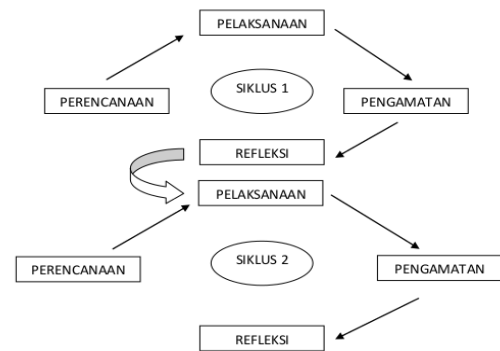 PELAKSANAAN
SIKLUS 1
PERENCANAAN
PENGAMATAN
REFLEKSI
PELAKSANAAN
SIKLUS 2
PERENCANAAN
PENGAMATAN
REFLEKSI